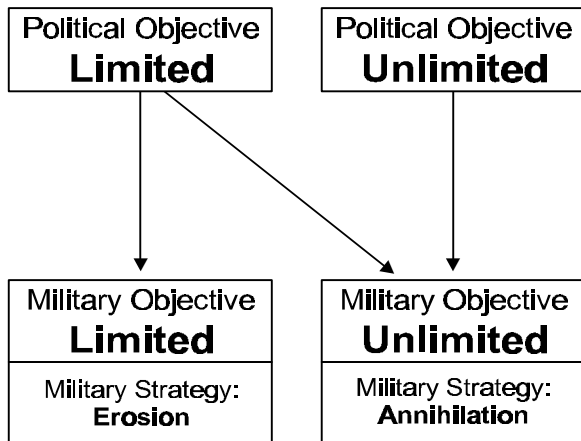 Political Objective
Limited
Political Objective
Unlimited
Military Objective
Limited
Military Strategy:
Erosion
Military Objective
Unlimited
Military Strategy:
Annihilation